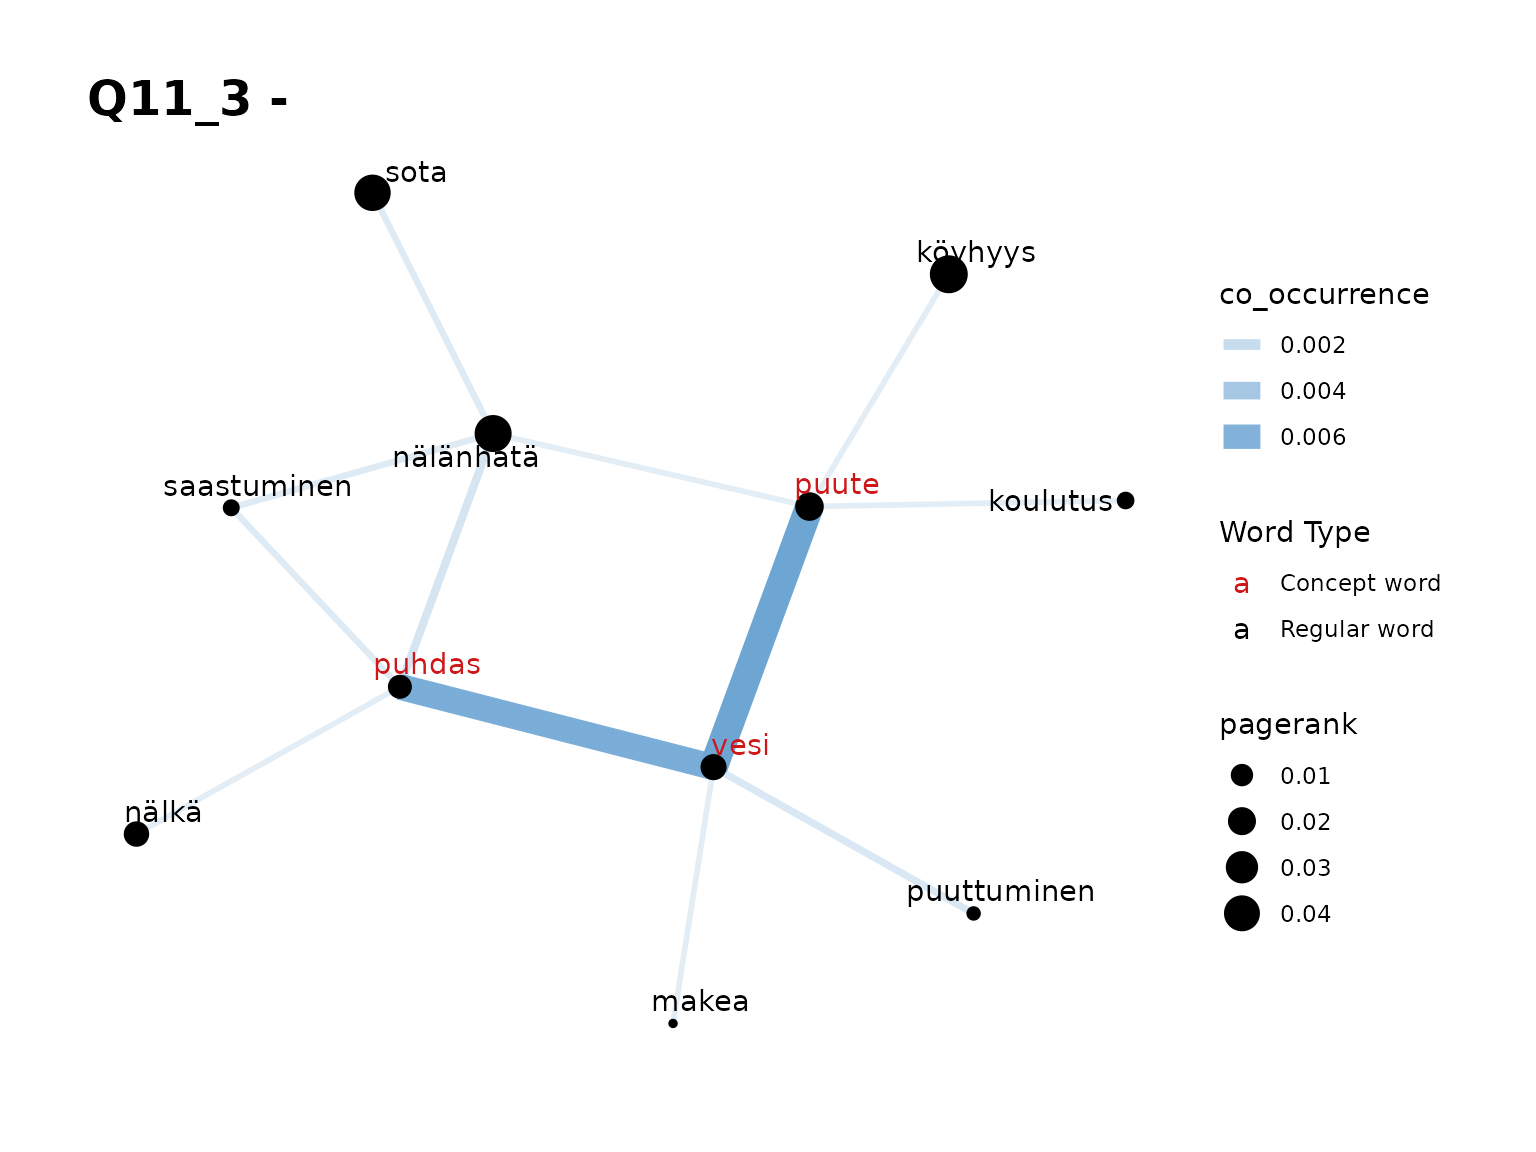 Q11_3 -
sota
köyhyys
nälänhätä
saastuminen
puute
koulutus
puhdas
vesi
nälkä
puuttuminen
makea
co_occurrence
0.002
0.004
0.006
Word Type
a Concept word
a Regular word
pagerank
0.01
0.02
0.03
0.04